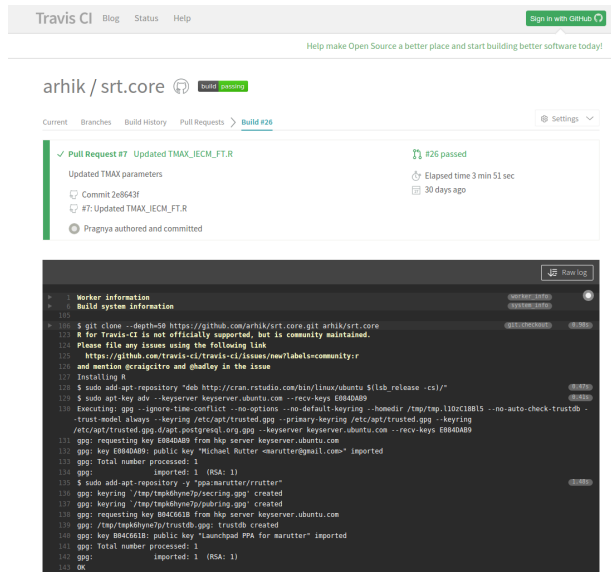 Travis CI Blog Status Help Sign in with GitHub
Help make Open Source a better place and start building better software today!
arhik / srt.core build passing
Current Branches Build History Pull Requests Build #26 Settings
Pull Request #7 Updated TMAX_IECM_FT.R #26 passed
Updated TMAX parameters Elapsed time 3 min 51 sec
Commit 2e8643f 30 days ago
#7: Updated TMAX_IECM_FT.R
Pragnya authored and committed
Raw log
1 Worker information worker_info
6 Build system information system_info
105
106 $ git clone --depth=50 https://github.com/arhik/srt.core.git arhik/srt.core git.checkout 0.98s
123 R for Travis-CI is not officially supported, but is community maintained.
124 Please file any issues using the following link
125 https://github.com/travis-ci/travis-ci/issues/new?labels=community:r
126 and mention @craigcitro and @hadley in the issue
127 Installing R
128 $ sudo add-apt-repository "deb http://cran.rstudio.com/bin/linux/ubuntu $(lsb_release -cs)/" 0.47s
129 $ sudo apt-key adv --keyserver keyserver.ubuntu.com --recv-keys E084DAB9 0.41s
130 Executing: gpg --ignore-time-conflict --no-options --no-default-keyring --homedir /tmp/tmp.l1OzC18Bl5 --no-auto-check-trustdb -
-trust-model always --keyring /etc/apt/trusted.gpg --primary-keyring /etc/apt/trusted.gpg --keyring
/etc/apt/trusted.gpg.d/apt.postgresql.org.gpg --keyserver keyserver.ubuntu.com --recv-keys E084DAB9
131 gpg: requesting key E084DAB9 from hkp server keyserver.ubuntu.com
132 gpg: key E084DAB9: public key "Michael Rutter <marutter@gmail.com>" imported
133 gpg: Total number processed: 1
134 gpg: imported: 1 (RSA: 1)
135 $ sudo add-apt-repository -y "ppa:marutter/rrutter"
136 gpg: keyring `/tmp/tmpk6hyne7p/secring.gpg' created
137 gpg: keyring `/tmp/tmpk6hyne7p/pubring.gpg' created
138 gpg: requesting key B04C661B from hkp server keyserver.ubuntu.com
139 gpg: /tmp/tmpk6hyne7p/trustdb.gpg: trustdb created
140 gpg: key B04C661B: public key "Launchpad PPA for marutter" imported
141 gpg: Total number processed: 1
142 gpg: imported: 1 (RSA: 1)
143 OK